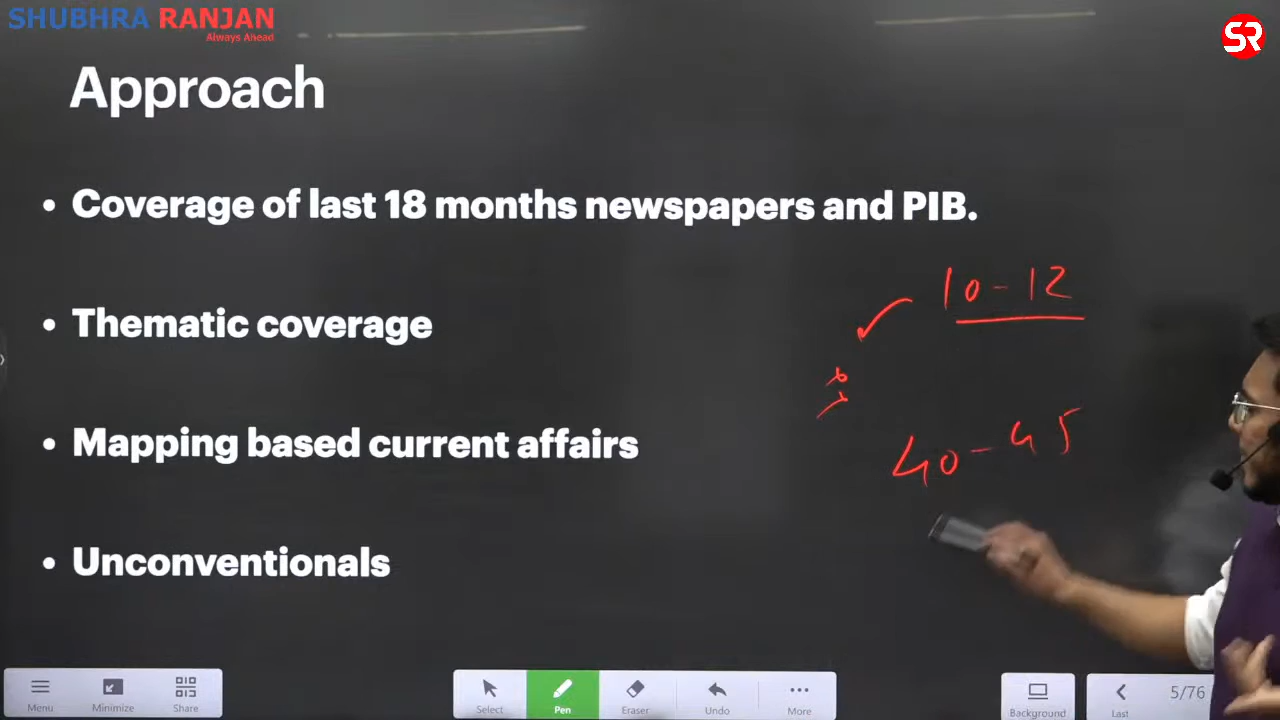 SHUBHRA RANJAN
Always Ahead
SR
Approach
• Coverage of last 18 months newspapers and PIB.
10-12
• Thematic coverage
40-45
• Mapping based current affairs
• Unconventionals
Menu
Minimize
Share
Select
Pen
Eraser
Undo
More
Background
Last
5/76